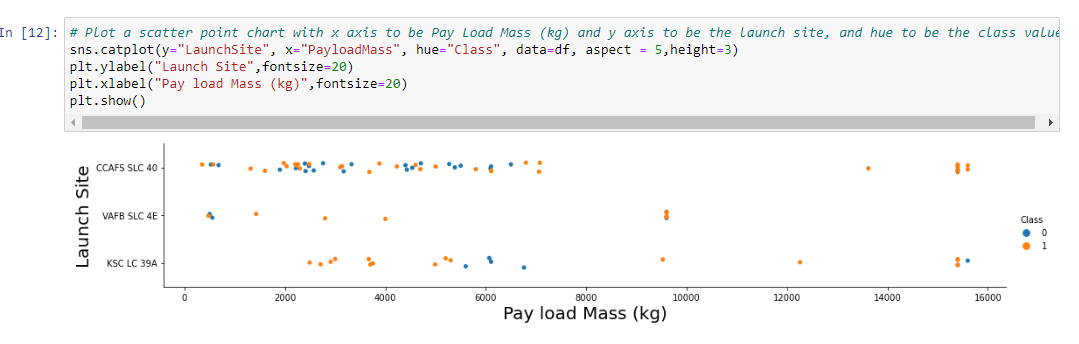 In [12]:
# Plot a scatter point chart with x axis to be Pay Load Mass (kg) and y axis to be the launch site, and hue to be the class value
sns.catplot(y="LaunchSite", x="PayloadMass", hue="Class", data=df, aspect = 5,height=3)
plt.ylabel("Launch Site",fontsize=20)
plt.xlabel("Pay load Mass (kg)",fontsize=20)
plt.show()
Launch Site
CCAFS SLC 40
VAFB SLC 4E
KSC LC 39A
Class
0
1
0 2000 4000 6000 8000 10000 12000 14000 16000
Pay load Mass (kg)